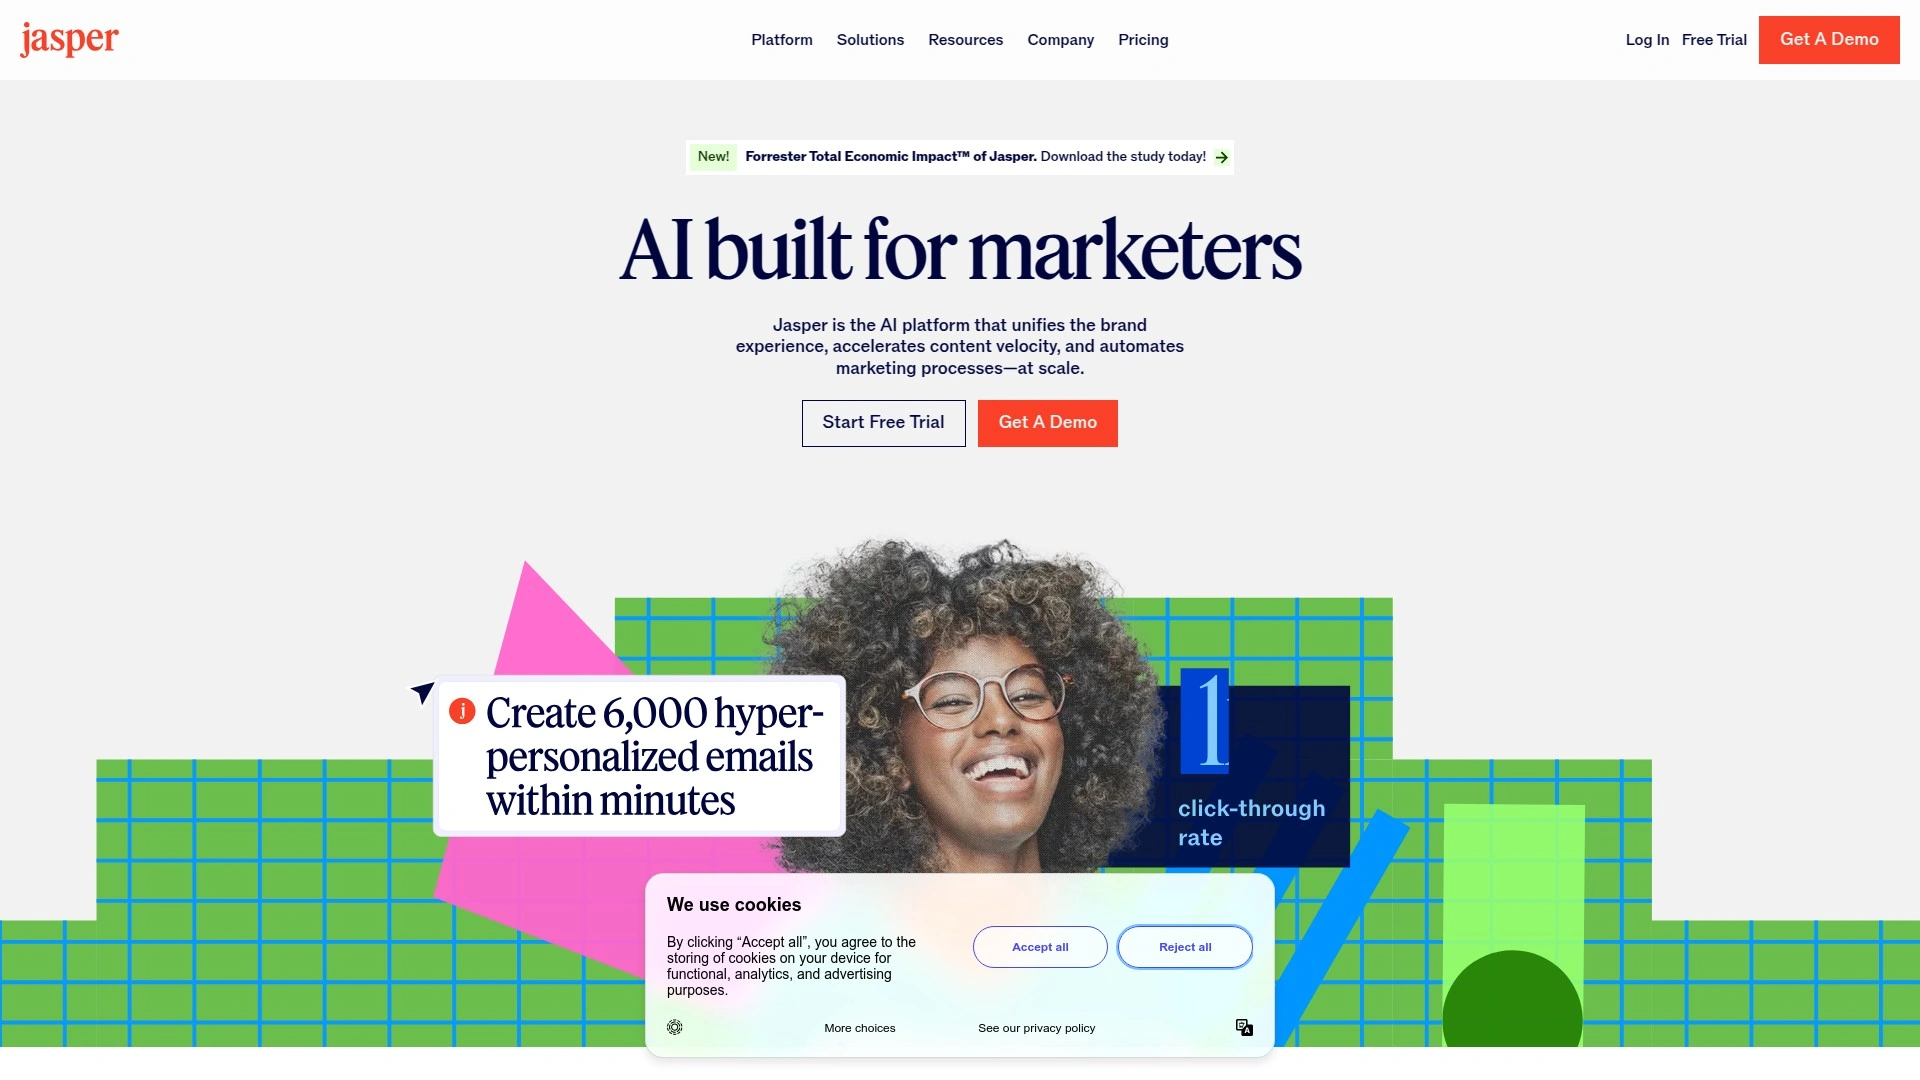 jasper
Platform Solutions Resources Company Pricing
Log In Free Trial Get A Demo
New! Forrester Total Economic Impact™ of Jasper. Download the study today!
AI built for marketers
Jasper is the AI platform that unifies the brand
experience, accelerates content velocity, and automates
marketing processes—at scale.
Start Free Trial Get A Demo
j Create 6,000 hyper-
personalized emails
within minutes
1
click-through
rate
We use cookies
By clicking “Accept all”, you agree to the
storing of cookies on your device for
functional, analytics, and advertising
purposes.
Accept all Reject all
More choices See our privacy policy